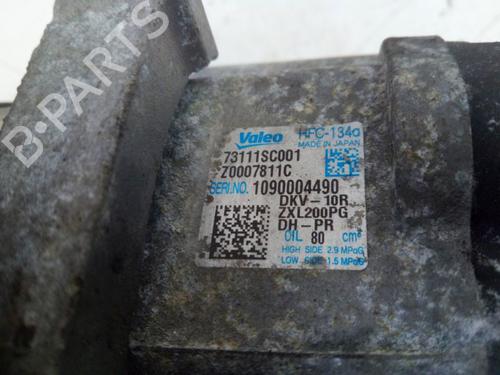 B-PARTS
Valeo HFC-134a
MADE IN JAPAN
73111SC001
Z0007811C
SERI.NO. 1090004490
DKV-10R
ZXL200PG
DH-PR
OIL 80 cm³
HIGH SIDE 2.9 MPaG
LOW SIDE 1.5 MPaG